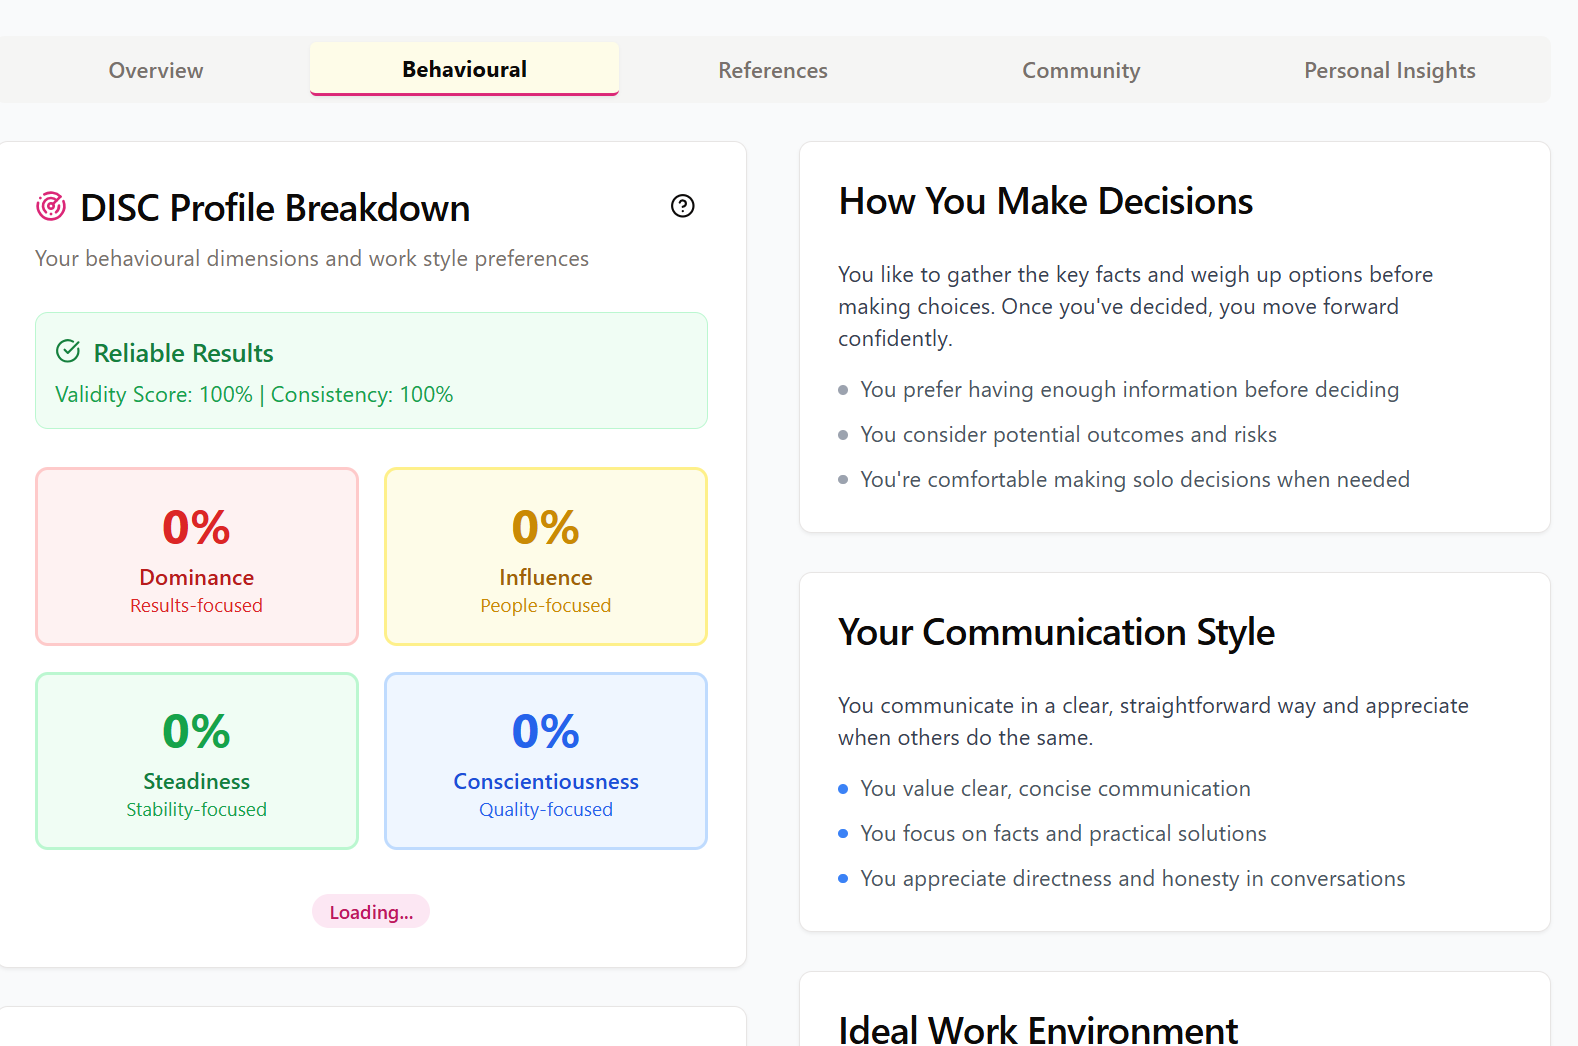 Overview
Behavioural
References
Community
Personal Insights
DISC Profile Breakdown
Your behavioural dimensions and work style preferences
Reliable Results
Validity Score: 100% | Consistency: 100%
0%
Dominance
Results-focused
0%
Influence
People-focused
0%
Steadiness
Stability-focused
0%
Conscientiousness
Quality-focused
Loading...
How You Make Decisions
You like to gather the key facts and weigh up options before
making choices. Once you've decided, you move forward
confidently.
You prefer having enough information before deciding
You consider potential outcomes and risks
You're comfortable making solo decisions when needed
Your Communication Style
You communicate in a clear, straightforward way and appreciate
when others do the same.
You value clear, concise communication
You focus on facts and practical solutions
You appreciate directness and honesty in conversations
Ideal Work Environment